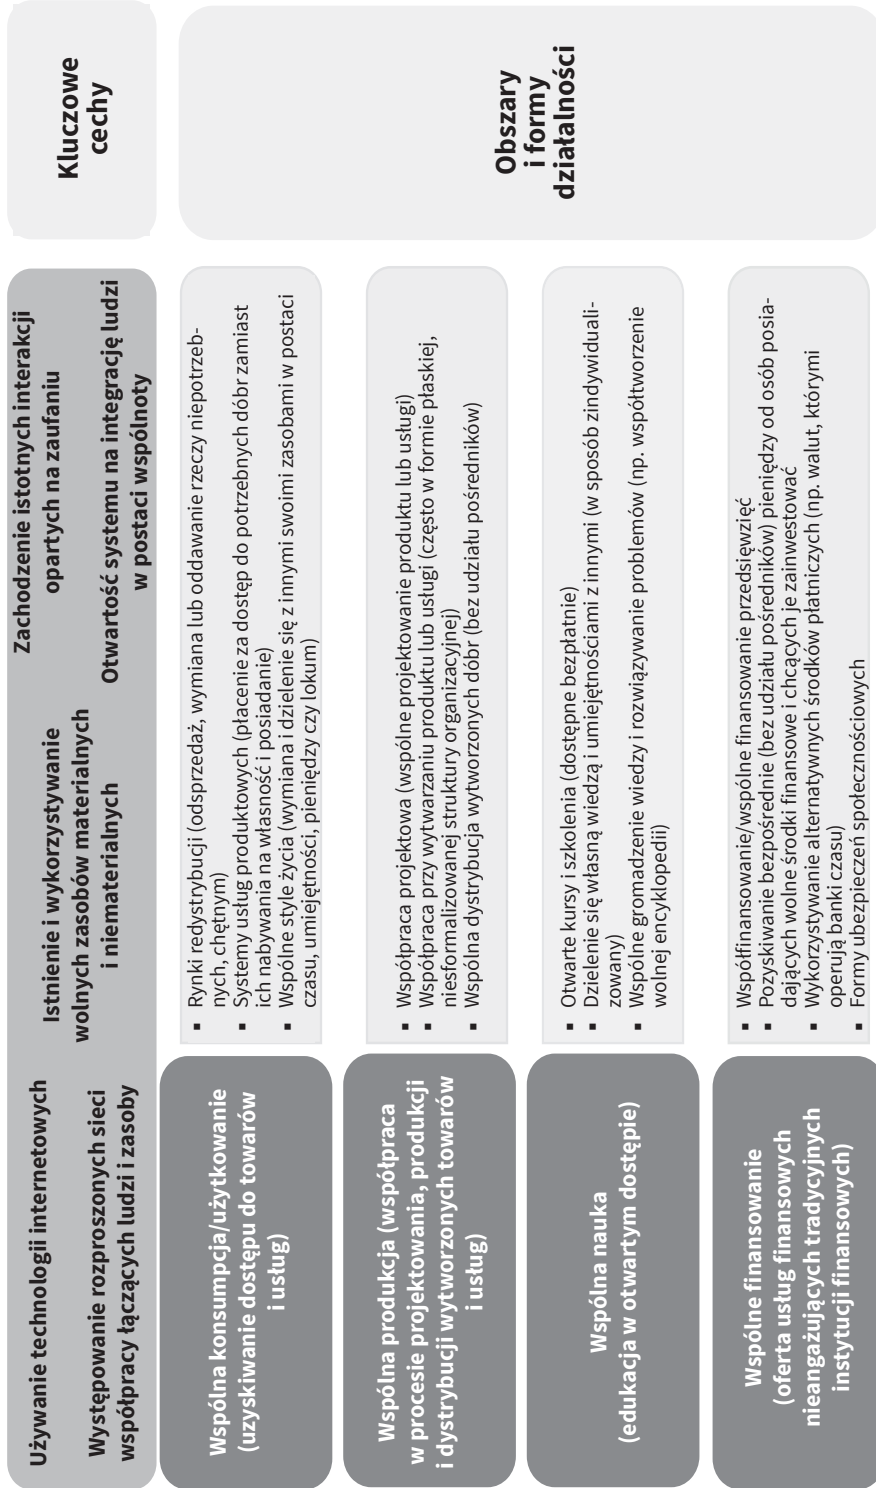 Używanie technologii internetowych
Występowanie rozproszonych sieci
współpracy łączących ludzi i zasoby
Istnienie i wykorzystywanie
wolnych zasobów materialnych
i niematerialnych
Zachodzenie istotnych interakcji
opartych na zaufaniu
Otwartość systemu na integrację ludzi
w postaci wspólnoty
Kluczowe
cechy
Wspólna konsumpcja/użytkowanie
(uzyskiwanie dostępu do towarów
i usług)
▪ Rynki redystrybucji (odsprzedaż, wymiana lub oddawanie rzeczy niepotrzeb-
nych, chętnym)
▪ Systemy usług produktowych (płacenie za dostęp do potrzebnych dóbr zamiast
ich nabywania na własność i posiadanie)
▪ Wspólne style życia (wymiana i dzielenie się z innymi swoimi zasobami w postaci
czasu, umiejętności, pieniędzy czy lokum)
Wspólna produkcja (współpraca
w procesie projektowania, produkcji
i dystrybucji wytworzonych towarów
i usług)
▪ Współpraca projektowa (wspólne projektowanie produktu lub usługi)
▪ Współpraca przy wytwarzaniu produktu lub usługi (często w formie płaskiej,
niesformalizowanej struktury organizacyjnej)
▪ Wspólna dystrybucja wytworzonych dóbr (bez udziału pośredników)
Wspólna nauka
(edukacja w otwartym dostępie)
▪ Otwarte kursy i szkolenia (dostępne bezpłatnie)
▪ Dzielenie się własną wiedzą i umiejętnościami z innymi (w sposób zindywiduali-
zowany)
▪ Wspólne gromadzenie wiedzy i rozwiązywanie problemów (np. współtworzenie
wolnej encyklopedii)
Wspólne finansowanie
(oferta usług finansowych
nieangażujących tradycyjnych
instytucji finansowych)
▪ Współfinansowanie/wspólne finansowanie przedsięwzięć
▪ Pozyskiwanie bezpośrednie (bez udziału pośredników) pieniędzy od osób posia-
dających wolne środki finansowe i chcących je zainwestować
▪ Wykorzystywanie alternatywnych środków płatniczych (np. walut, którymi
operują banki czasu)
▪ Formy ubezpieczeń społecznościowych
Obszary
i formy
działalności